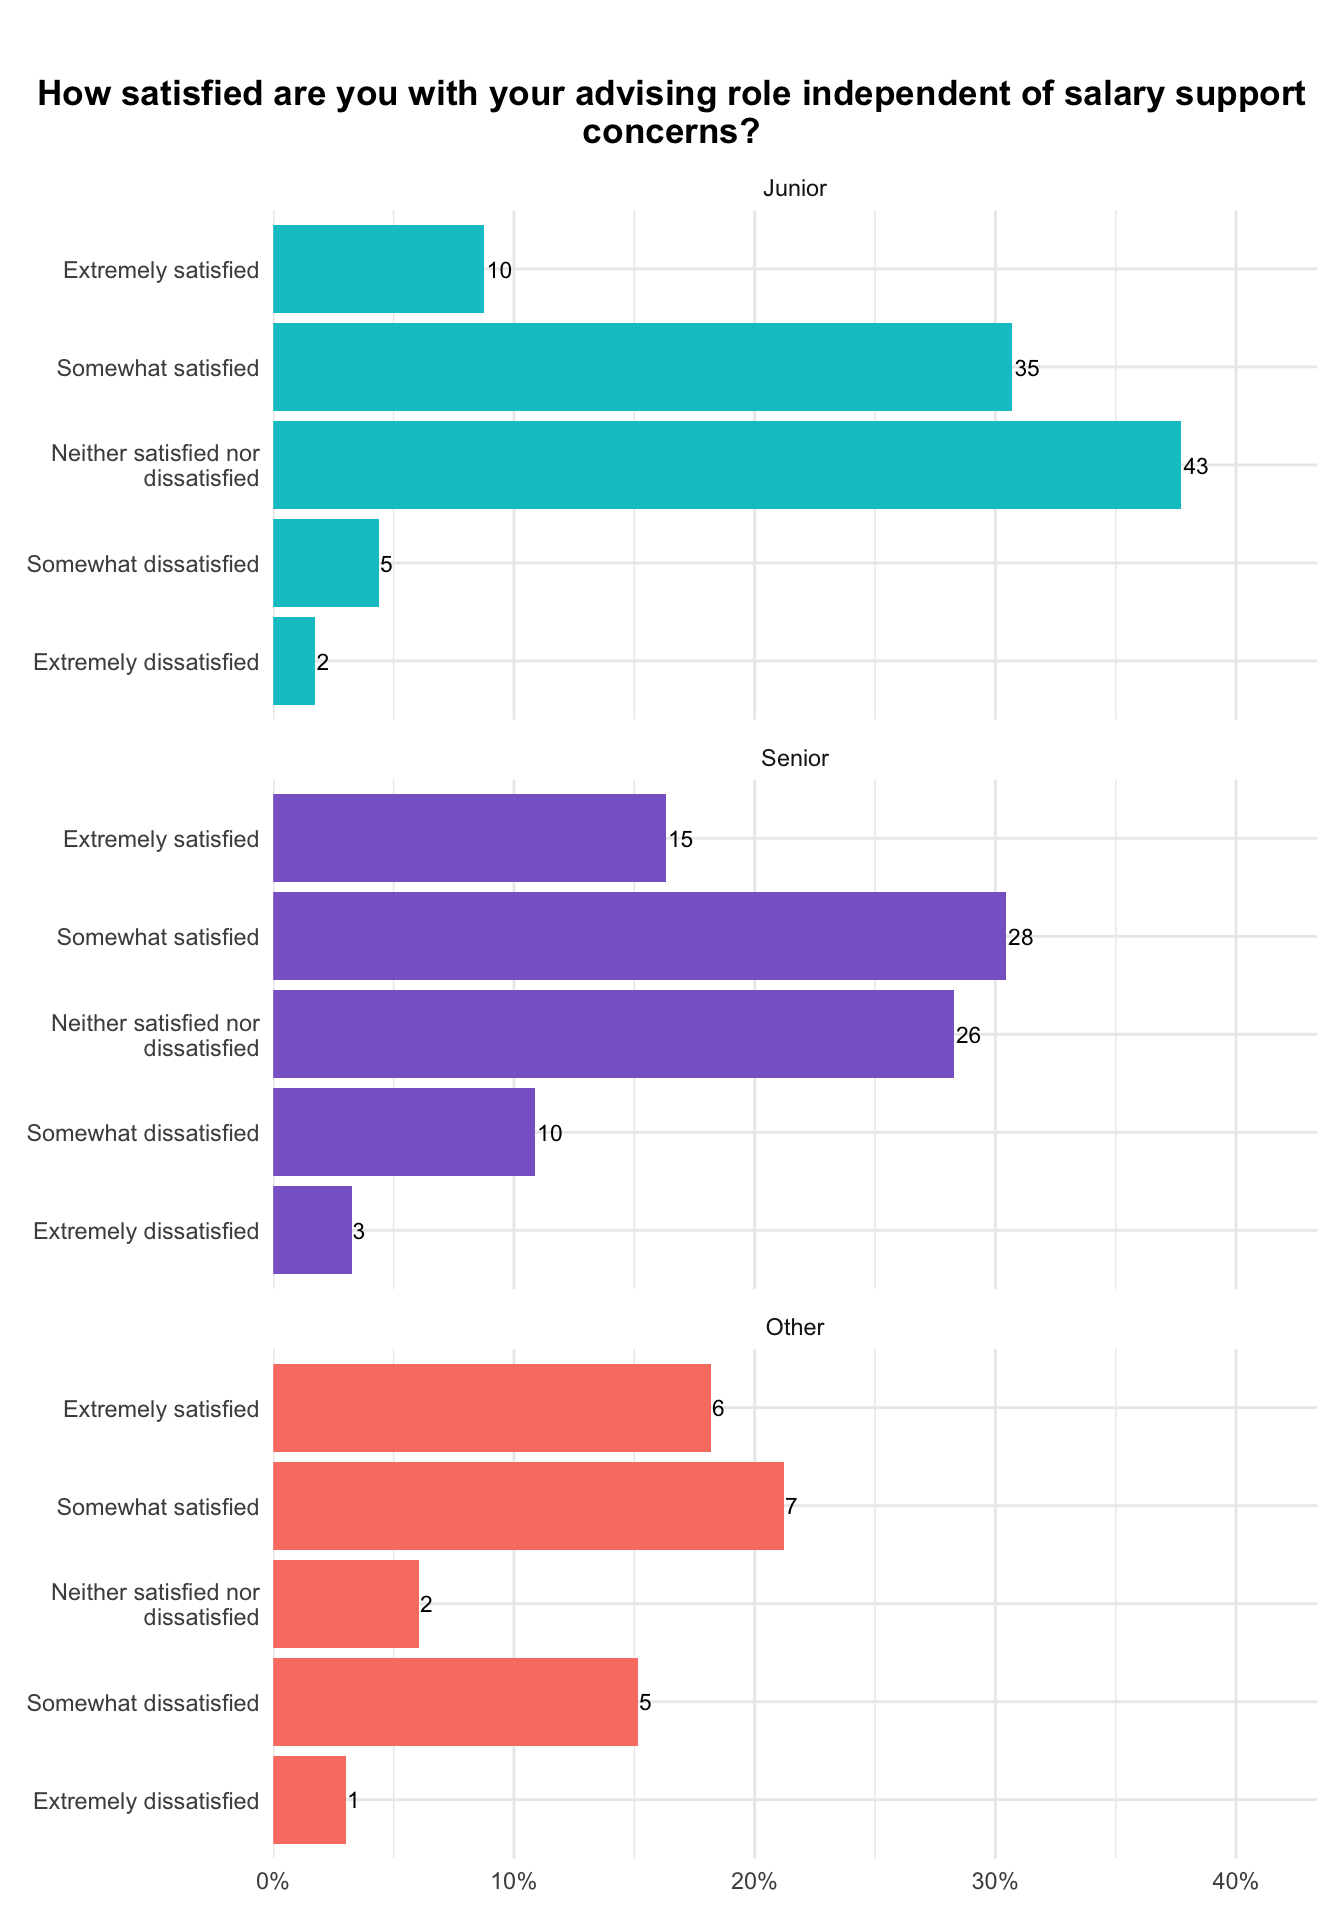 How satisfied are you with your advising role independent of salary support
concerns?
Junior
Extremely satisfied
10
Somewhat satisfied
35
Neither satisfied nor
dissatisfied
43
Somewhat dissatisfied
5
Extremely dissatisfied
2
Senior
Extremely satisfied
15
Somewhat satisfied
28
Neither satisfied nor
dissatisfied
26
Somewhat dissatisfied
10
Extremely dissatisfied
3
Other
Extremely satisfied
6
Somewhat satisfied
7
Neither satisfied nor
dissatisfied
2
Somewhat dissatisfied
5
Extremely dissatisfied
1
0% 10% 20% 30% 40%